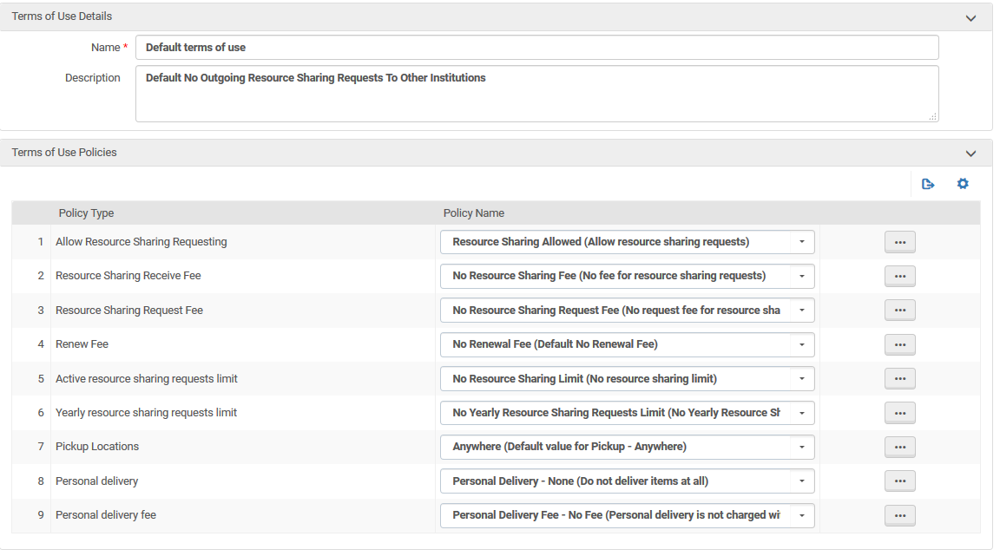 Terms of Use Details
Name *
Default terms of use
Description
Default No Outgoing Resource Sharing Requests To Other Institutions
Terms of Use Policies
Policy Type Policy Name
1 Allow Resource Sharing Requesting Resource Sharing Allowed (Allow resource sharing requests)
2 Resource Sharing Receive Fee No Resource Sharing Fee (No fee for resource sharing requests)
3 Resource Sharing Request Fee No Resource Sharing Request Fee (No request fee for resource sha
4 Renew Fee No Renewal Fee (Default No Renewal Fee)
5 Active resource sharing requests limit No Resource Sharing Limit (No resource sharing limit)
6 Yearly resource sharing requests limit No Yearly Resource Sharing Requests Limit (No Yearly Resource Sh
7 Pickup Locations Anywhere (Default value for Pickup - Anywhere)
8 Personal delivery Personal Delivery - None (Do not deliver items at all)
9 Personal delivery fee Personal Delivery Fee - No Fee (Personal delivery is not charged wi